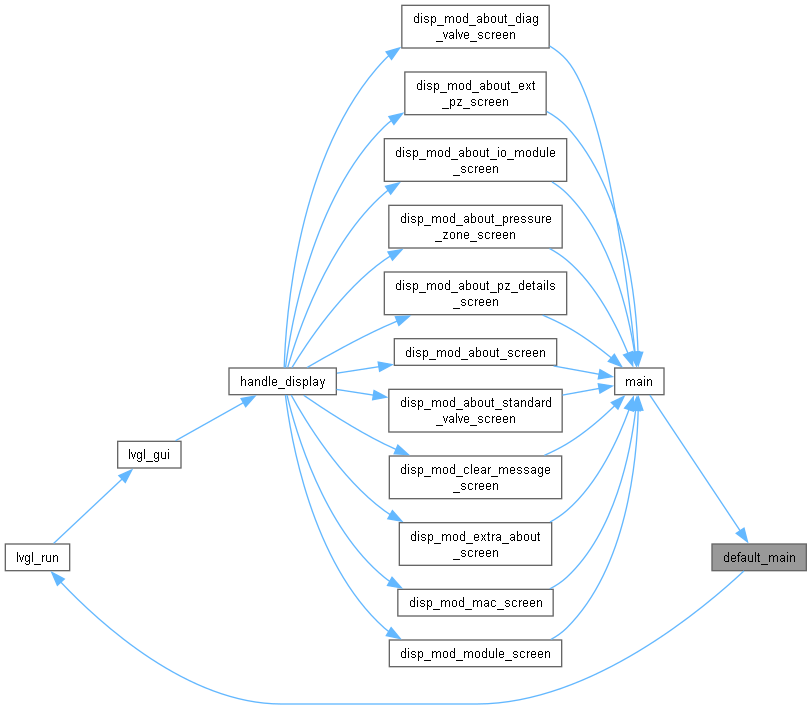 disp_mod_about_diag
_valve_screen
disp_mod_about_ext
_pz_screen
disp_mod_about_io_module
_screen
disp_mod_about_pressure
_zone_screen
disp_mod_about_pz_details
_screen
disp_mod_about_screen
handle_display
main
disp_mod_about_standard
_valve_screen
lvgl_gui
disp_mod_clear_message
_screen
disp_mod_extra_about
_screen
lvgl_run
default_main
disp_mod_mac_screen
disp_mod_module_screen